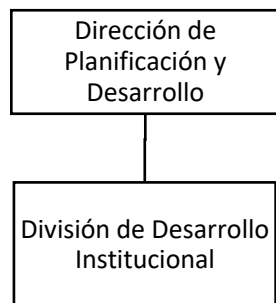 Dirección de
Planificación y
Desarrollo
División de Desarrollo
Institucional